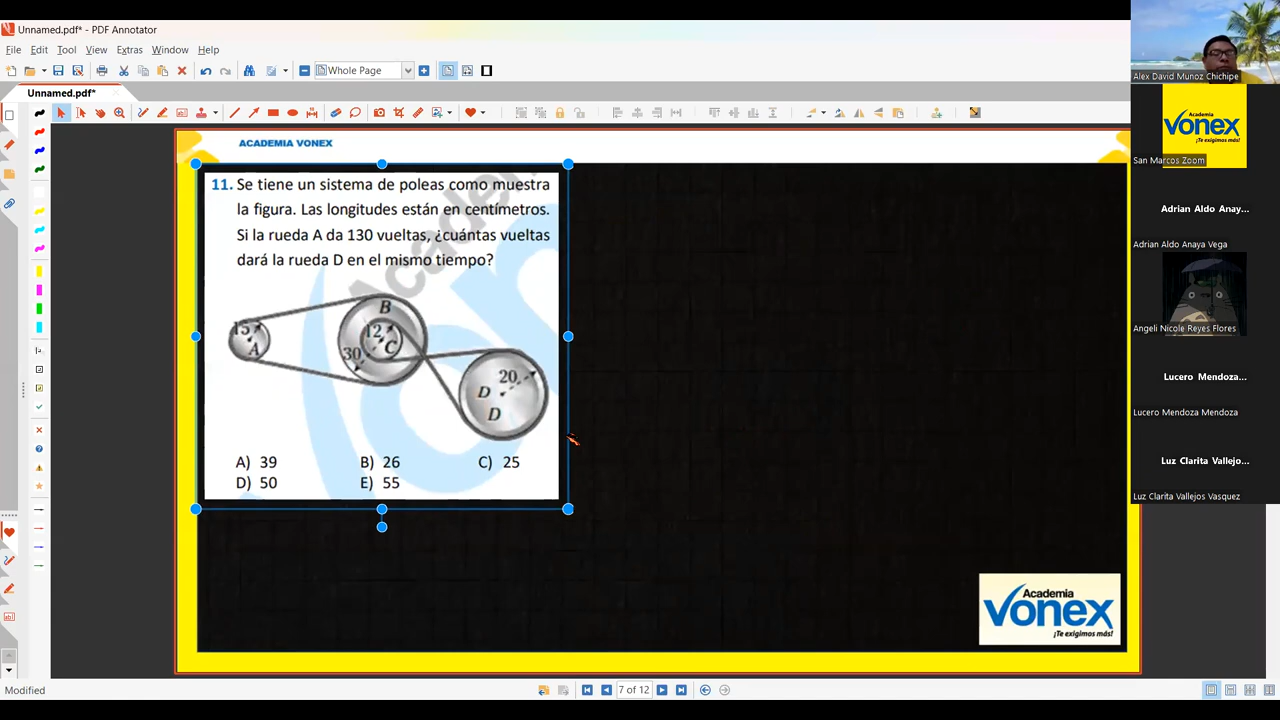 Unnamed.pdf* - PDF Annotator
File Edit Tool View Extras Window Help
Whole Page
Unnamed.pdf*
ACADEMIA VONEX
11. Se tiene un sistema de poleas como muestra
la figura. Las longitudes están en centímetros.
Si la rueda A da 130 vueltas, ¿cuántas vueltas
dará la rueda D en el mismo tiempo?
15
A
B
12
C
30
20
D
D
A) 39 B) 26 C) 25
D) 50 E) 55
Academia
vonex
¡Te exigimos más!
Modified
7 of 12
Alex David Munoz Chichipe
Academia
vonex
¡Te exigimos más!
San Marcos Zoom
Adrian Aldo Anay...
Adrian Aldo Anaya Vega
Angeli Nicole Reyes Flores
Lucero Mendoza...
Lucero Mendoza Mendoza
Luz Clarita Vallejo...
Luz Clarita Vallejos Vasquez